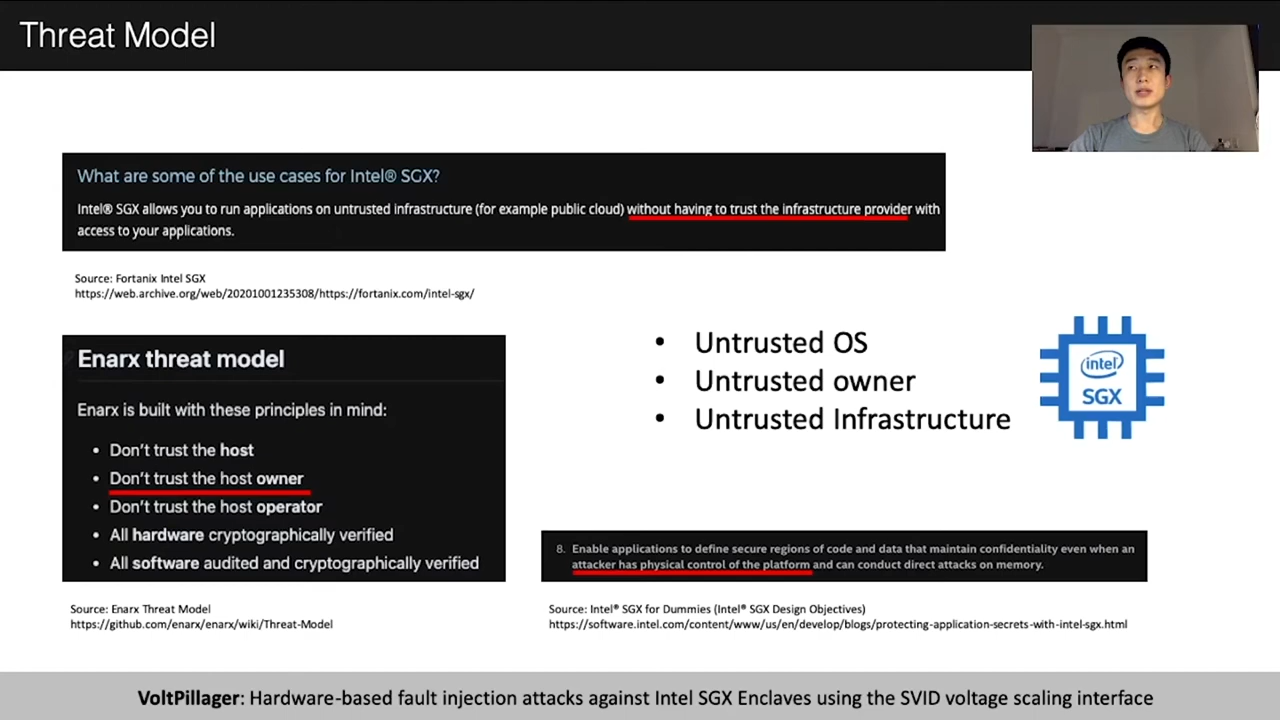 Threat Model
What are some of the use cases for Intel® SGX?
Intel® SGX allows you to run applications on untrusted infrastructure (for example public cloud) without having to trust the infrastructure provider with
access to your applications.
Source: Fortanix Intel SGX
https://web.archive.org/web/20201001235308/https://fortanix.com/intel-sgx/
Enarx threat model
Enarx is built with these principles in mind:
• Don't trust the host
• Don't trust the host owner
• Don't trust the host operator
• All hardware cryptographically verified
• All software audited and cryptographically verified
Source: Enarx Threat Model
https://github.com/enarx/enarx/wiki/Threat-Model
• Untrusted OS
• Untrusted owner
• Untrusted Infrastructure
intel
SGX
8. Enable applications to define secure regions of code and data that maintain confidentiality even when an
attacker has physical control of the platform and can conduct direct attacks on memory.
Source: Intel® SGX for Dummies (Intel® SGX Design Objectives)
https://software.intel.com/content/www/us/en/develop/blogs/protecting-application-secrets-with-intel-sgx.html
VoltPillager: Hardware-based fault injection attacks against Intel SGX Enclaves using the SVID voltage scaling interface